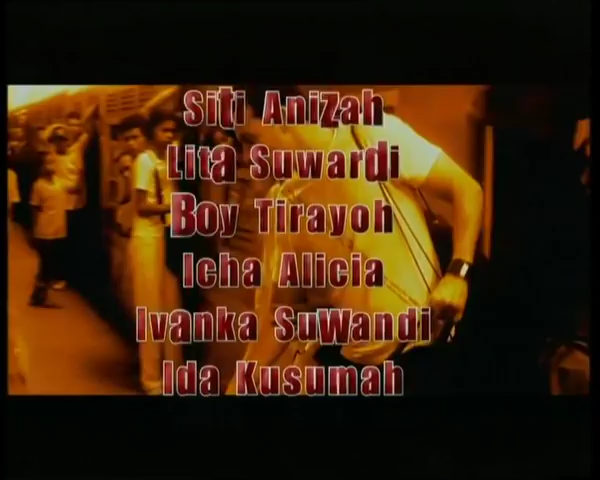 Siti Anizah
Lita Suwardi
Boy Tirayoh
Icha Alicia
Ivanka SuWandi
Ida Kusumah